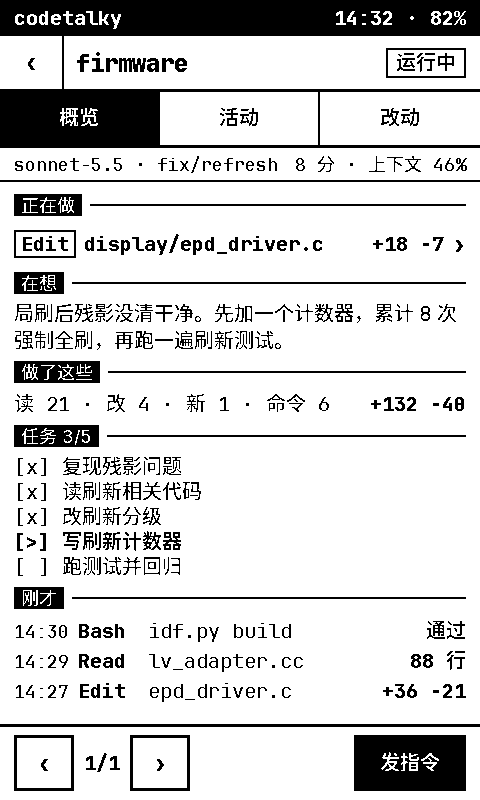 codetalky 14:32 · 82%
‹ firmware 运行中
概览 活动 改动
sonnet-5.5 · fix/refresh 8 分 · 上下文 46%
正在做
Edit display/epd_driver.c +18 -7 ›
在想
局刷后残影没清干净。先加一个计数器，累计 8 次
强制全刷，再跑一遍刷新测试。
做了这些
读 21 · 改 4 · 新 1 · 命令 6 +132 -40
任务 3/5
[x] 复现残影问题
[x] 读刷新相关代码
[x] 改刷新分级
[>] 写刷新计数器
[ ] 跑测试并回归
刚才
14:30 Bash idf.py build 通过
14:29 Read lv_adapter.cc 88 行
14:27 Edit epd_driver.c +36 -21
‹ 1/1 › 发指令